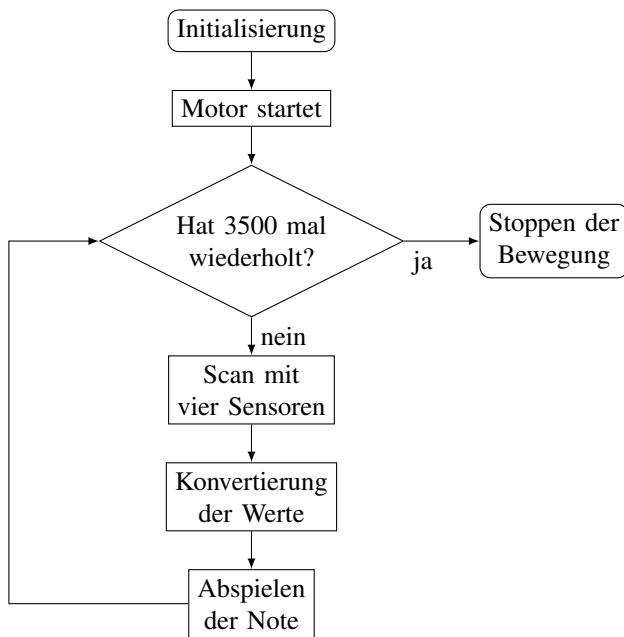 Initialisierung
Motor startet
Hat 3500 mal
wiederholt?
ja
Stoppen der
Bewegung
nein
Scan mit
vier Sensoren
Konvertierung
der Werte
Abspielen
der Note